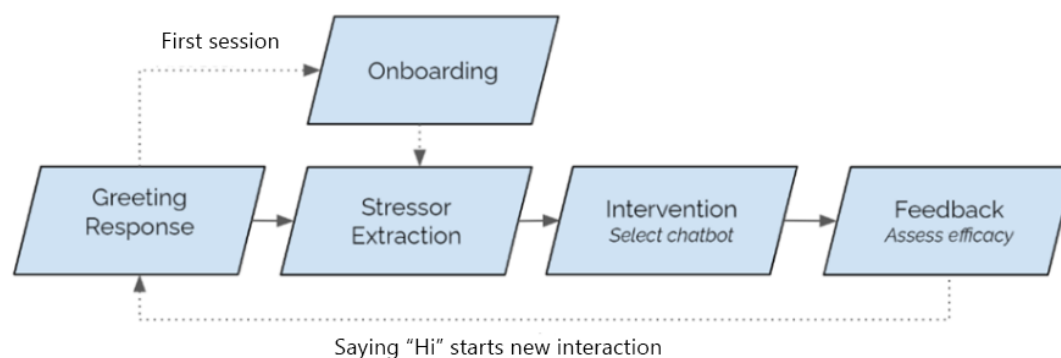 First session
Onboarding
Greeting
Response
Stressor
Extraction
Intervention
Select chatbot
Feedback
Assess efficacy
Saying “Hi” starts new interaction